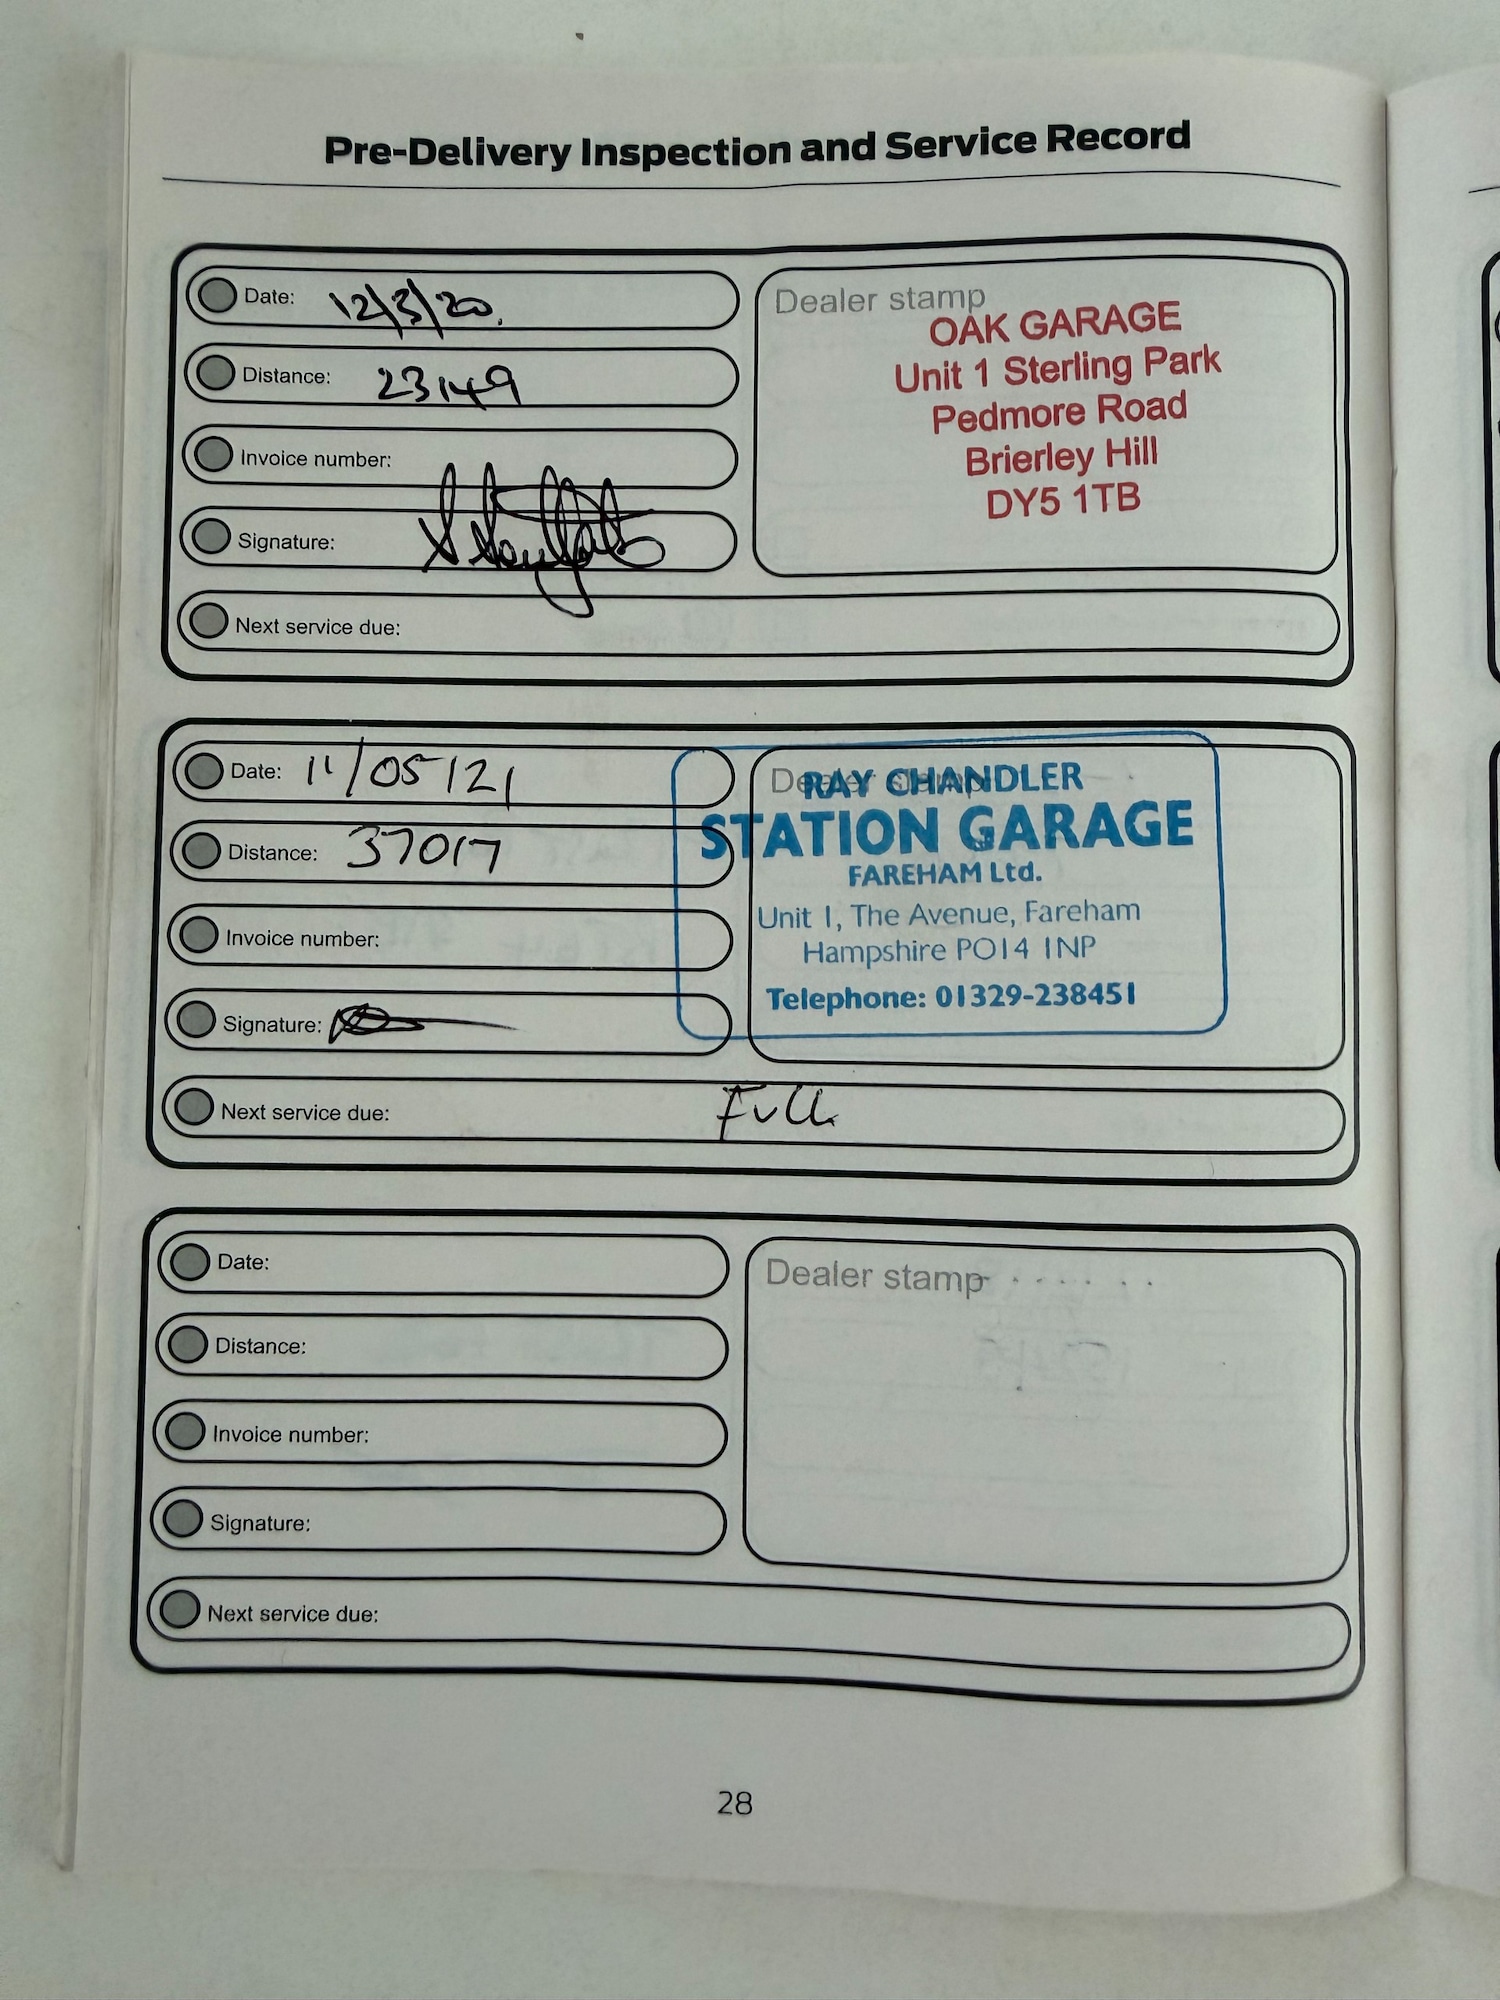 Pre-Delivery Inspection and Service Record
Date: 12/3/20.
Distance: 23149
Invoice number:
Signature:
Next service due:
Dealer stamp
OAK GARAGE
Unit 1 Sterling Park
Pedmore Road
Brierley Hill
DY5 1TB
Date: 11/05/21
Distance: 37017
Invoice number:
Signature:
Next service due: Full
Dealer stamp
RAY CHANDLER
STATION GARAGE
FAREHAM Ltd.
Unit 1, The Avenue, Fareham
Hampshire PO14 1NP
Telephone: 01329-238451
Date:
Distance:
Invoice number:
Signature:
Next service due:
Dealer stamp
28